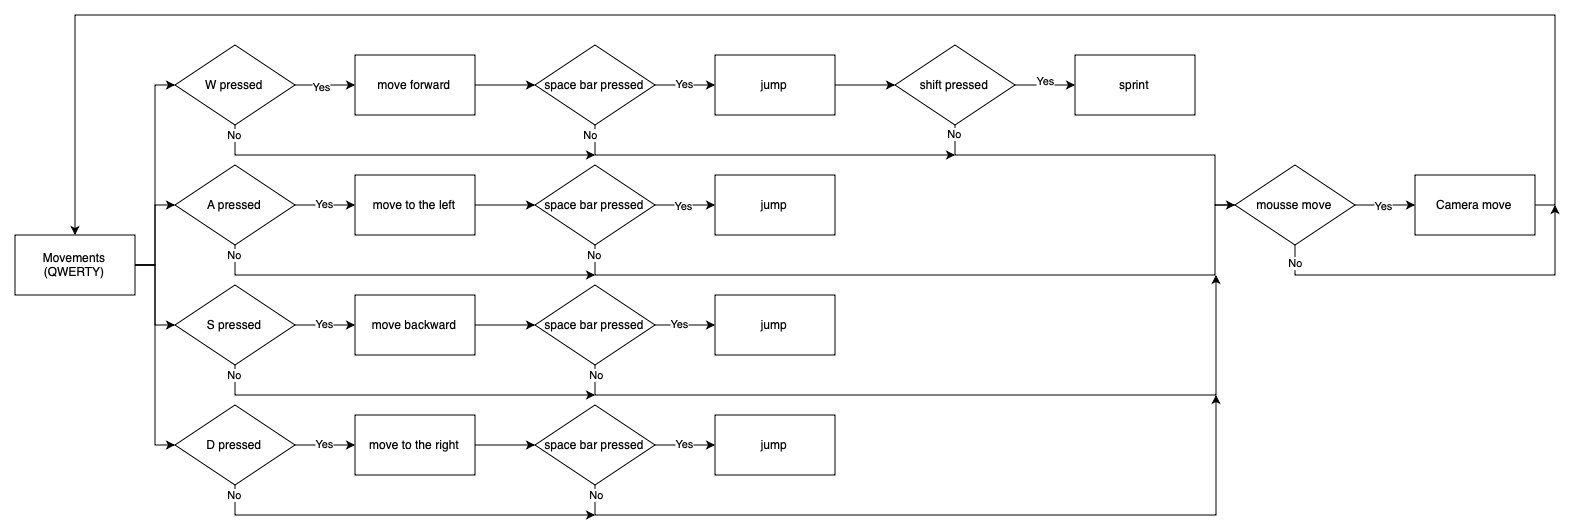 W pressed
Yes
move forward
space bar pressed
Yes
jump
shift pressed
Yes
sprint
No
No
No
A pressed
Yes
move to the left
space bar pressed
Yes
jump
mousse move
Yes
Camera move
No
No
No
Movements
(QWERTY)
S pressed
Yes
move backward
space bar pressed
Yes
jump
No
No
D pressed
Yes
move to the right
space bar pressed
Yes
jump
No
No